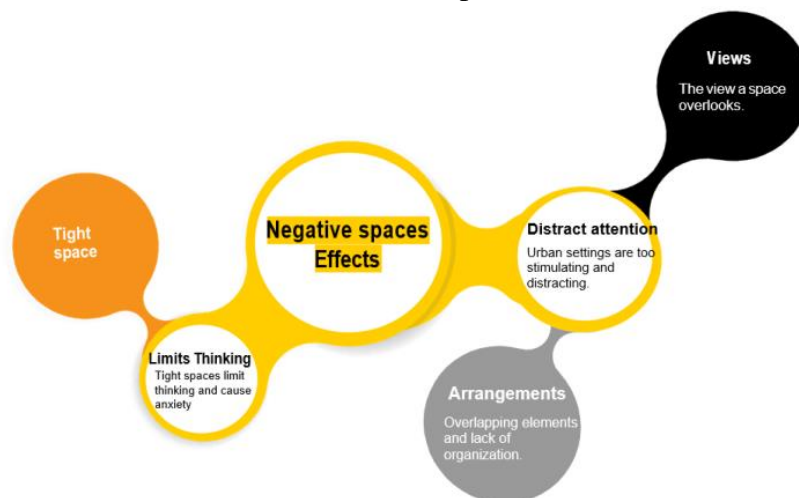 Views
The view a space
overlooks.
Tight
space
Negative spaces
Effects
Distract attention
Urban settings are too
stimulating and
distracting.
Limits Thinking
Tight spaces limit
thinking and cause
anxiety
Arrangements
Overlapping elements
and lack of
organization.